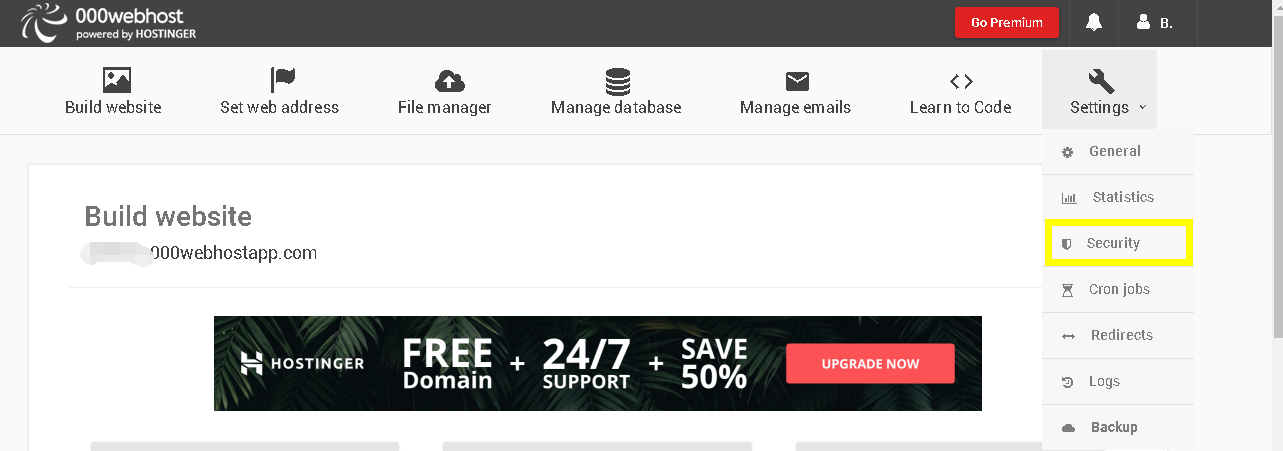 000webhost
powered by HOSTINGER
Go Premium
B.
Build website
Set web address
File manager
Manage database
Manage emails
Learn to Code
Settings
General
Statistics
Security
Cron jobs
Redirects
Logs
Backup
Build website
000webhostapp.com
HOSTINGER
FREE
Domain
+
24/7
SUPPORT
+
SAVE
50%
UPGRADE NOW